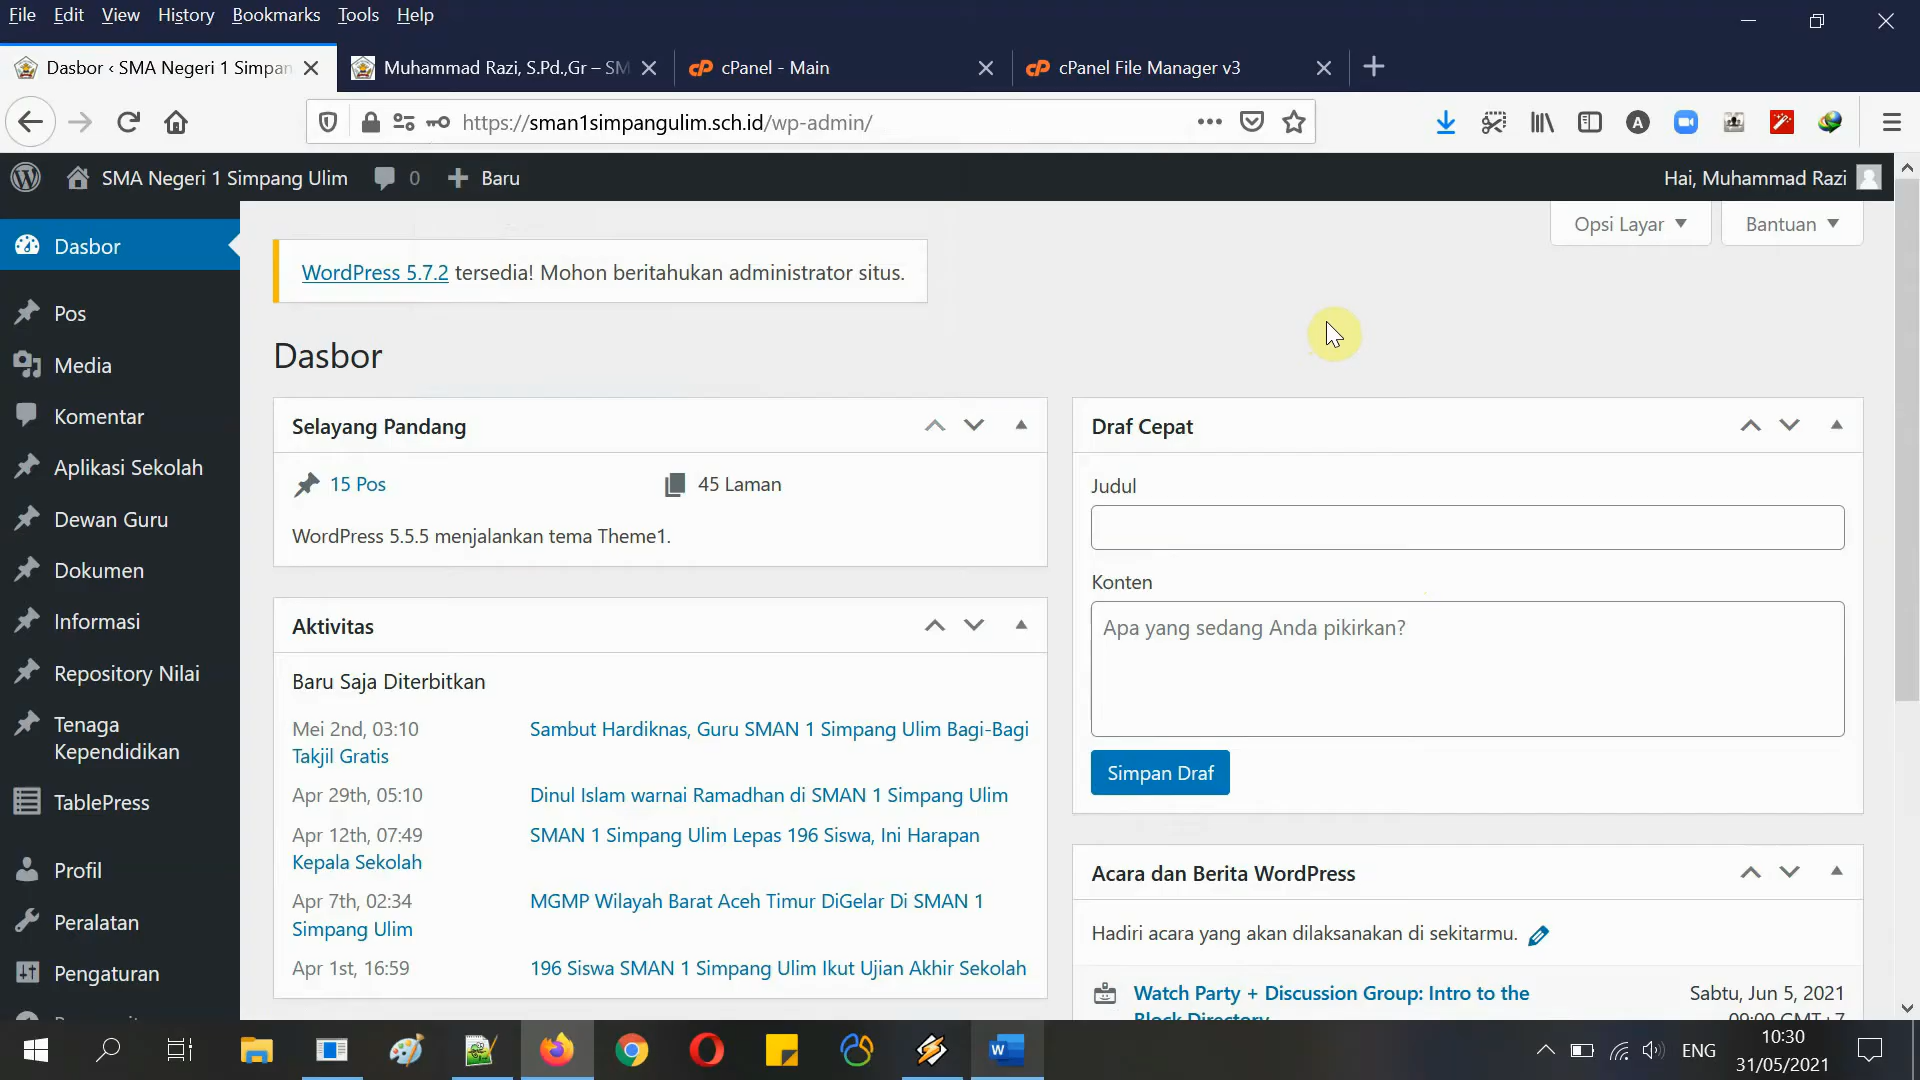 File Edit View History Bookmarks Tools Help
Dasbor ‹ SMA Negeri 1 Simpan
Muhammad Razi, S.Pd.,Gr – SM
cPanel - Main
cPanel File Manager v3
https://sman1simpangulim.sch.id/wp-admin/
SMA Negeri 1 Simpang Ulim 0 Baru
Hai, Muhammad Razi
Opsi Layar
Bantuan
Dasbor
Pos
Media
Komentar
Aplikasi Sekolah
Dewan Guru
Dokumen
Informasi
Repository Nilai
Tenaga
Kependidikan
TablePress
Profil
Peralatan
Pengaturan
WordPress 5.7.2 tersedia! Mohon beritahukan administrator situs.
Dasbor
Selayang Pandang
15 Pos
45 Laman
WordPress 5.5.5 menjalankan tema Theme1.
Aktivitas
Baru Saja Diterbitkan
Mei 2nd, 03:10 Sambut Hardiknas, Guru SMAN 1 Simpang Ulim Bagi-Bagi
Takjil Gratis
Apr 29th, 05:10 Dinul Islam warnai Ramadhan di SMAN 1 Simpang Ulim
Apr 12th, 07:49 SMAN 1 Simpang Ulim Lepas 196 Siswa, Ini Harapan
Kepala Sekolah
Apr 7th, 02:34 MGMP Wilayah Barat Aceh Timur DiGelar Di SMAN 1
Simpang Ulim
Apr 1st, 16:59 196 Siswa SMAN 1 Simpang Ulim Ikut Ujian Akhir Sekolah
Draf Cepat
Judul
Konten
Apa yang sedang Anda pikirkan?
Simpan Draf
Acara dan Berita WordPress
Hadiri acara yang akan dilaksanakan di sekitarmu.
Watch Party + Discussion Group: Intro to the
Block Directory
Sabtu, Jun 5, 2021
09:00 GMT+7
ENG
10:30
31/05/2021